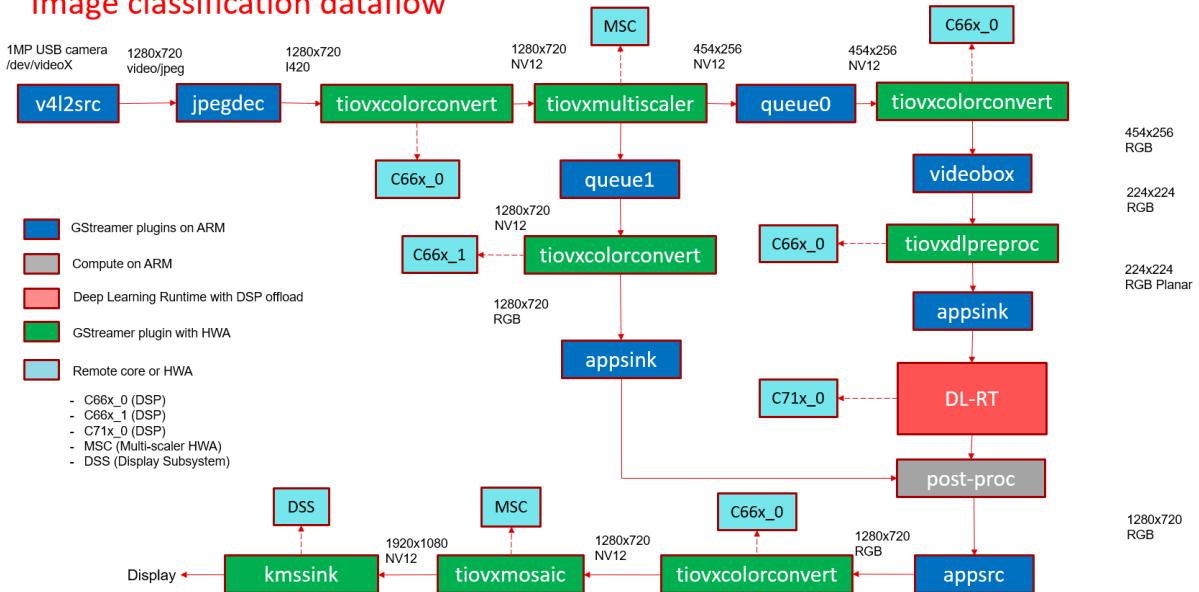 Image classification dataflow
1MP USB camera
/dev/videoX
1280x720
video/jpeg
1280x720
I420
1280x720
NV12
MSC
454x256
NV12
454x256
NV12
C66x_0
v4l2src
jpegdec
tiovxcolorconvert
tiovxmultiscaler
queue0
tiovxcolorconvert
454x256
RGB
C66x_0
queue1
videobox
224x224
RGB
1280x720
NV12
C66x_1
tiovxcolorconvert
C66x_0
tiovxdlpreproc
224x224
RGB Planar
1280x720
RGB
appsink
appsink
GStreamer plugins on ARM
Compute on ARM
Deep Learning Runtime with DSP offload
GStreamer plugin with HWA
Remote core or HWA
- C66x_0 (DSP)
- C66x_1 (DSP)
- C71x_0 (DSP)
- MSC (Multi-scaler HWA)
- DSS (Display Subsystem)
C71x_0
DL-RT
post-proc
DSS
MSC
C66x_0
1280x720
RGB
1920x1080
NV12
1280x720
NV12
1280x720
RGB
Display
kmssink
tiovxmosaic
tiovxcolorconvert
appsrc